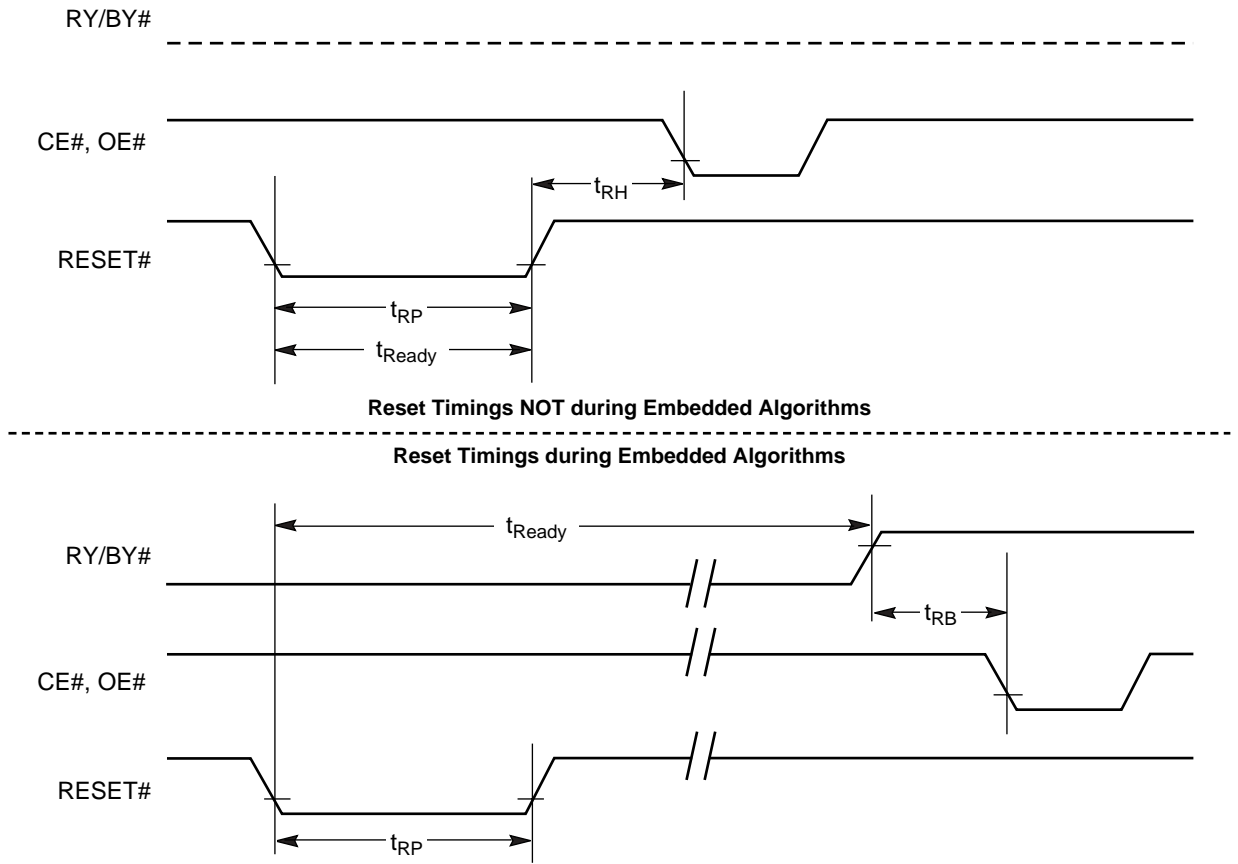 RY/BY#
CE#, OE#
tRH
RESET#
tRP
tReady
Reset Timings NOT during Embedded Algorithms
Reset Timings during Embedded Algorithms
tReady
RY/BY#
tRB
CE#, OE#
RESET#
tRP